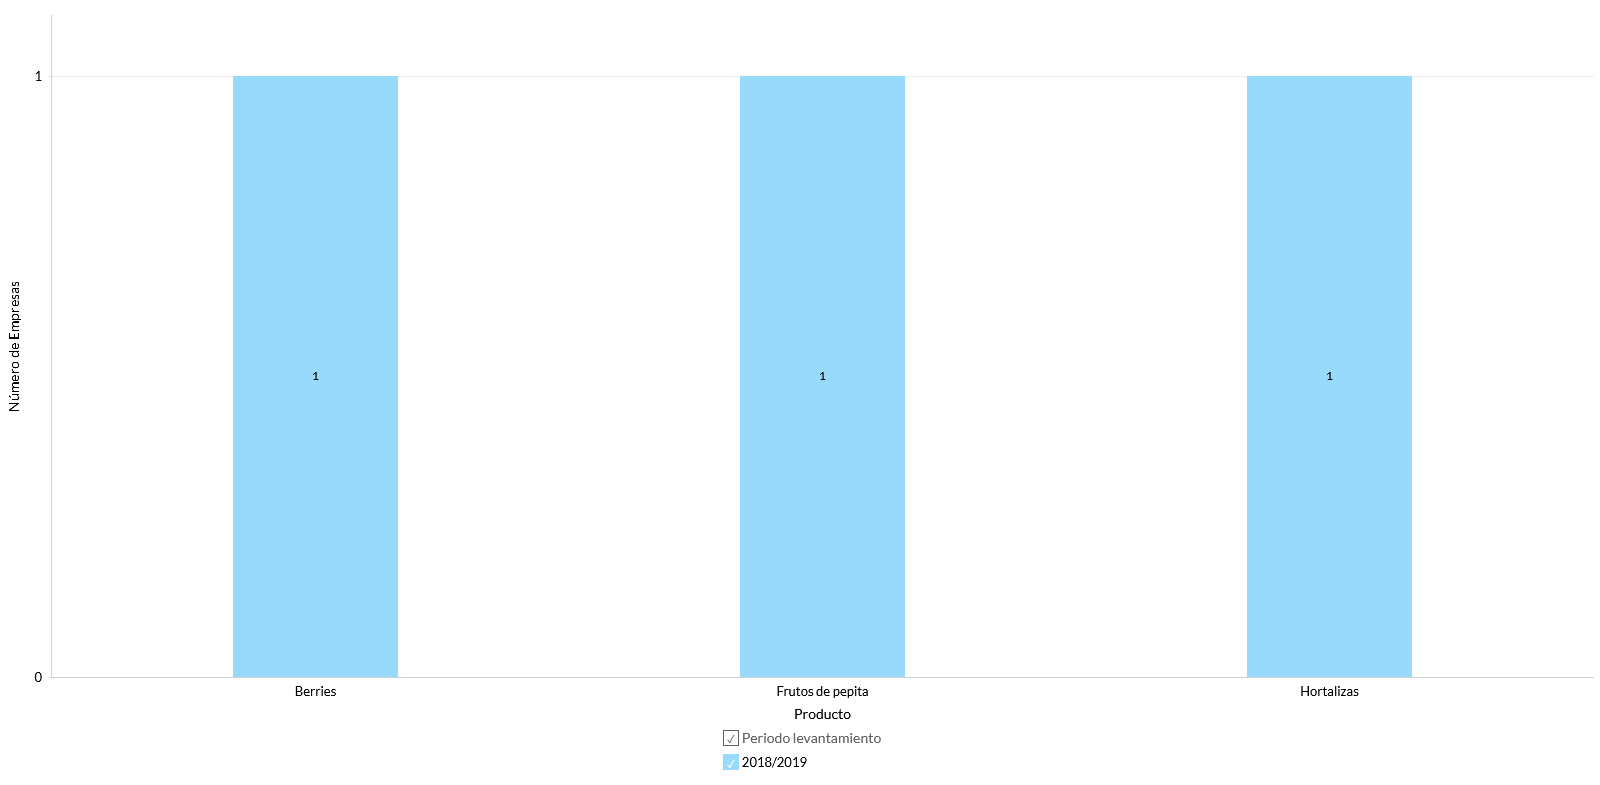 Número de Empresas
1
0
1
1
1
Berries
Frutos de pepita
Hortalizas
Producto
Periodo levantamiento
2018/2019